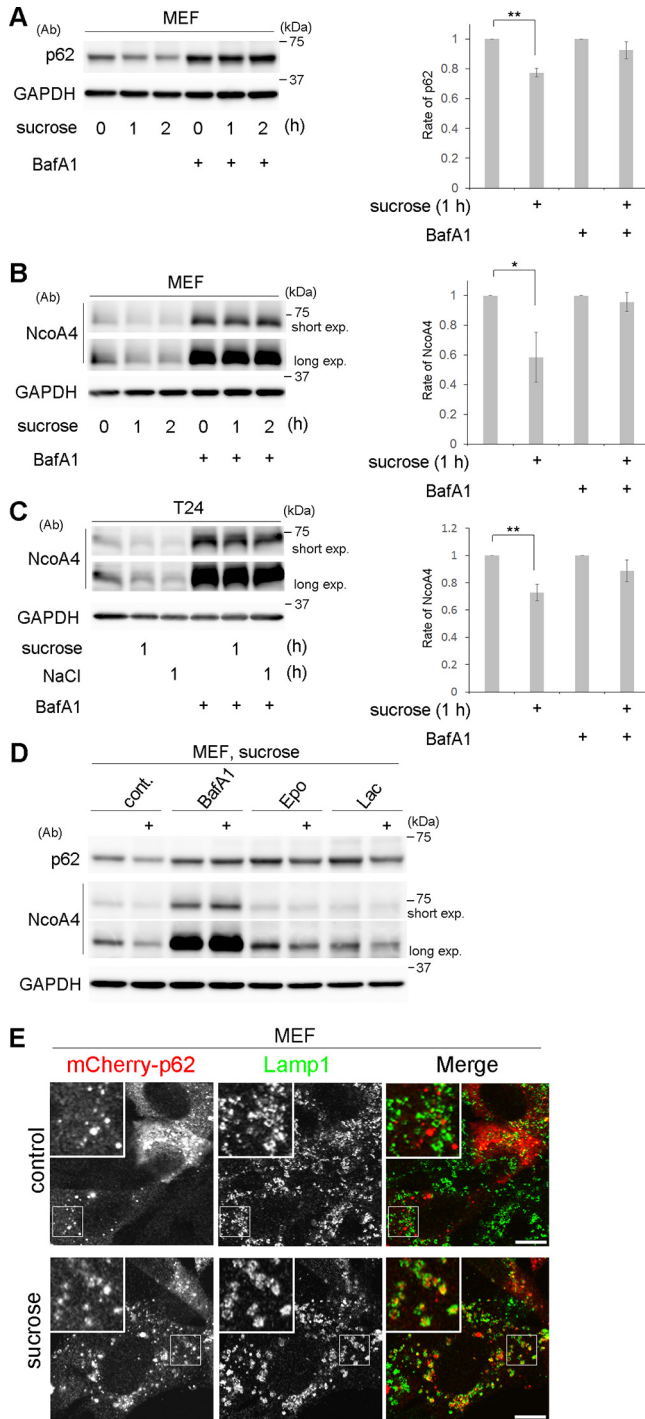 A
MEF
(Ab)
p62
75
37
GAPDH
sucrose 0 1 2 0 1 2 (h)
BafA1 + + +
**
Rate of p62
1
0.8
0.6
0.4
0.2
0
sucrose (1 h) + +
BafA1 + +
B
MEF
(Ab) (kDa)
NcoA4
75
short exp.
long exp.
37
GAPDH
sucrose 0 1 2 0 1 2 (h)
BafA1 + + +
*
Rate of NcoA4
1
0.8
0.6
0.4
0.2
0
sucrose (1 h) + +
BafA1 + +
C
T24
(Ab) (kDa)
NcoA4
75
short exp.
long exp.
37
GAPDH
sucrose 1 1 (h)
NaCl 1 1 (h)
BafA1 + + +
**
Rate of NcoA4
1.2
1
0.8
0.6
0.4
0.2
0
sucrose (1 h) + +
BafA1 + +
D
MEF, sucrose
cont. BafA1 Epo Lac
+ + + +
(Ab) (kDa)
75
p62
NcoA4
75
short exp.
long exp.
37
GAPDH
E
MEF
mCherry-p62 Lamp1 Merge
control
sucrose